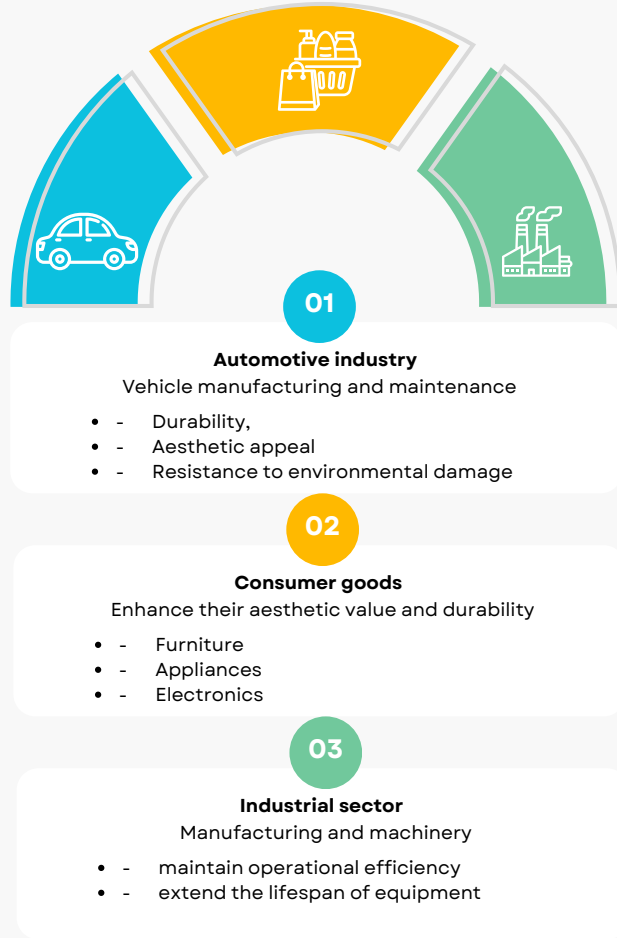 01
Automotive industry
Vehicle manufacturing and maintenance
• - Durability,
• - Aesthetic appeal
• - Resistance to environmental damage
02
Consumer goods
Enhance their aesthetic value and durability
• - Furniture
• - Appliances
• - Electronics
03
Industrial sector
Manufacturing and machinery
• - maintain operational efficiency
• - extend the lifespan of equipment